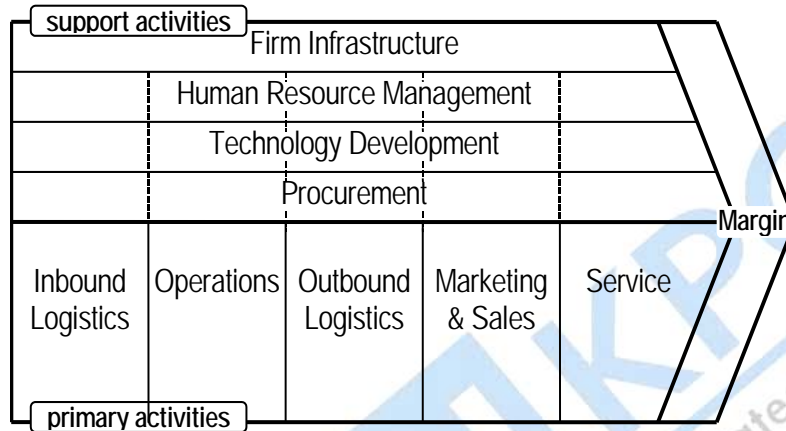 support activities
Firm Infrastructure
Human Resource Management
Technology Development
Procurement
Margin
Inbound Logistics
Operations
Outbound Logistics
Marketing & Sales
Service
primary activities